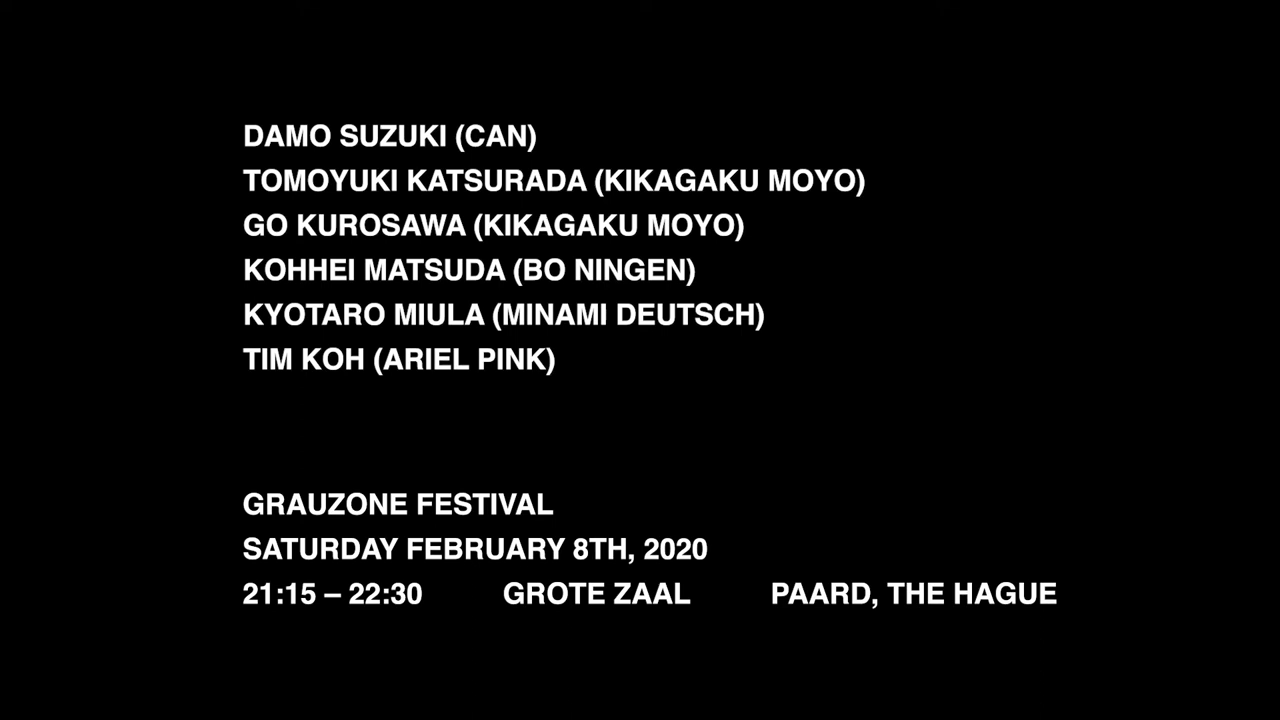 DAMO SUZUKI (CAN)
TOMOYUKI KATSURADA (KIKAGAKU MOYO)
GO KUROSAWA (KIKAGAKU MOYO)
KOHHEI MATSUDA (BO NINGEN)
KYOTARO MIULA (MINAMI DEUTSCH)
TIM KOH (ARIEL PINK)
GRAUZONE FESTIVAL
SATURDAY FEBRUARY 8TH, 2020
21:15 – 22:30 GROTE ZAAL PAARD, THE HAGUE